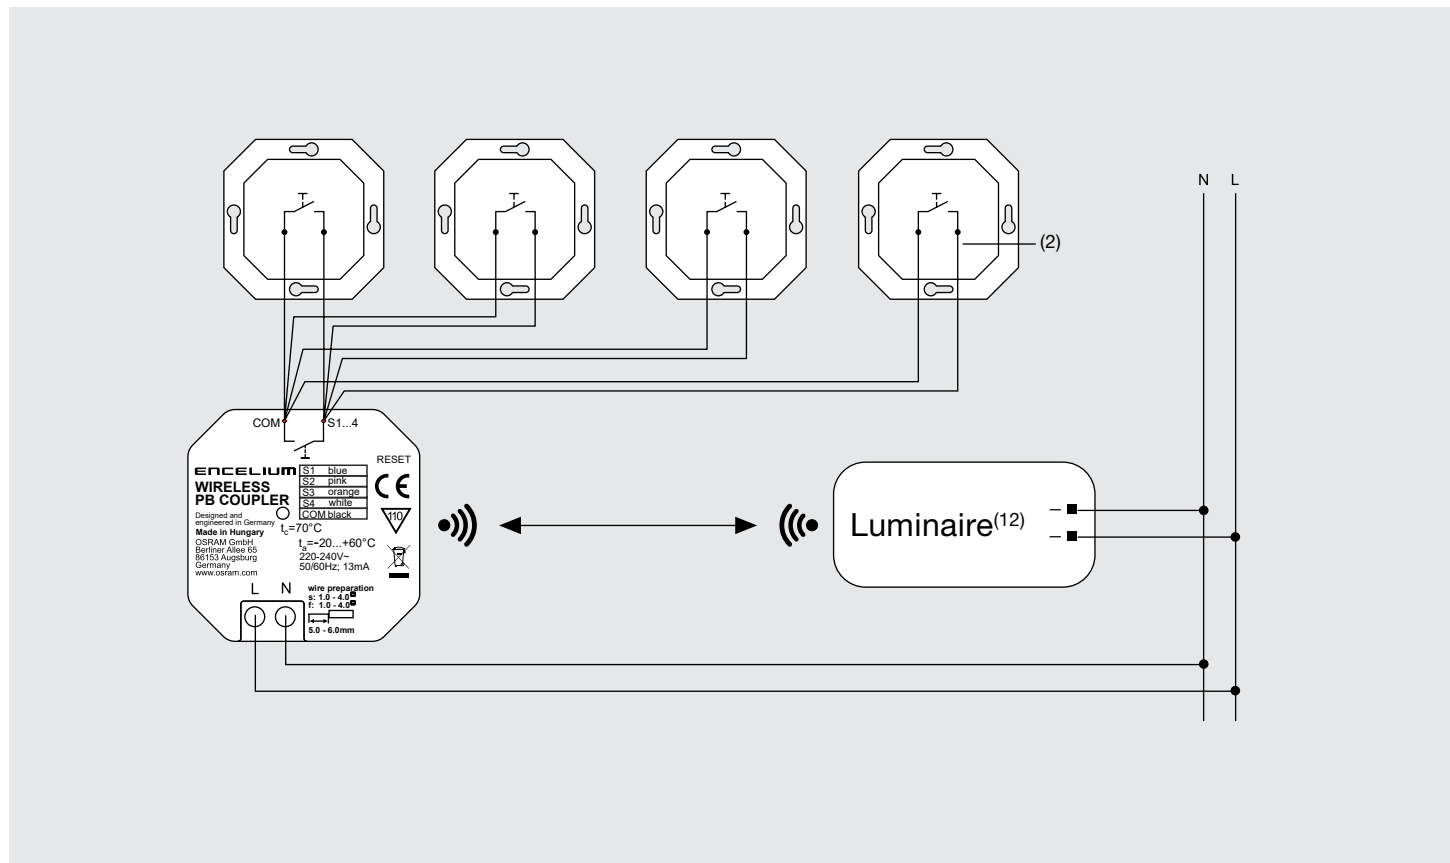 N L
(2)
COM S1...4
RESET
ENCELIUM
WIRELESS
PB COUPLER
S1 blue
S2 pink
S3 orange
S4 white
COM black
110
Designed and
engineered in Germany
Made in Hungary
OSRAM GmbH
Berliner Allee 65
86153 Augsburg
Germany
www.osram.com
tc=70°C
ta=-20...+60°C
220-240V~
50/60Hz; 13mA
L N
wire preparation
s: 1.0 - 4.0
f: 1.0 - 4.0
5.0 - 6.0mm
Luminaire(12)